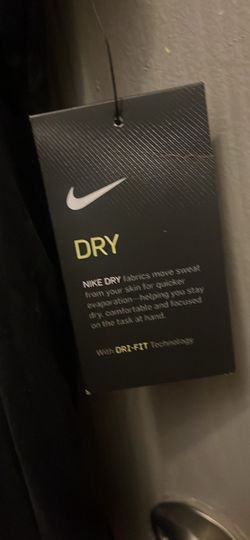 DRY
NIKE DRY fabrics move sweat
from your skin for quicker
evaporation—helping you stay
dry, comfortable and focused
on the task at hand.
With DRI-FIT Technology